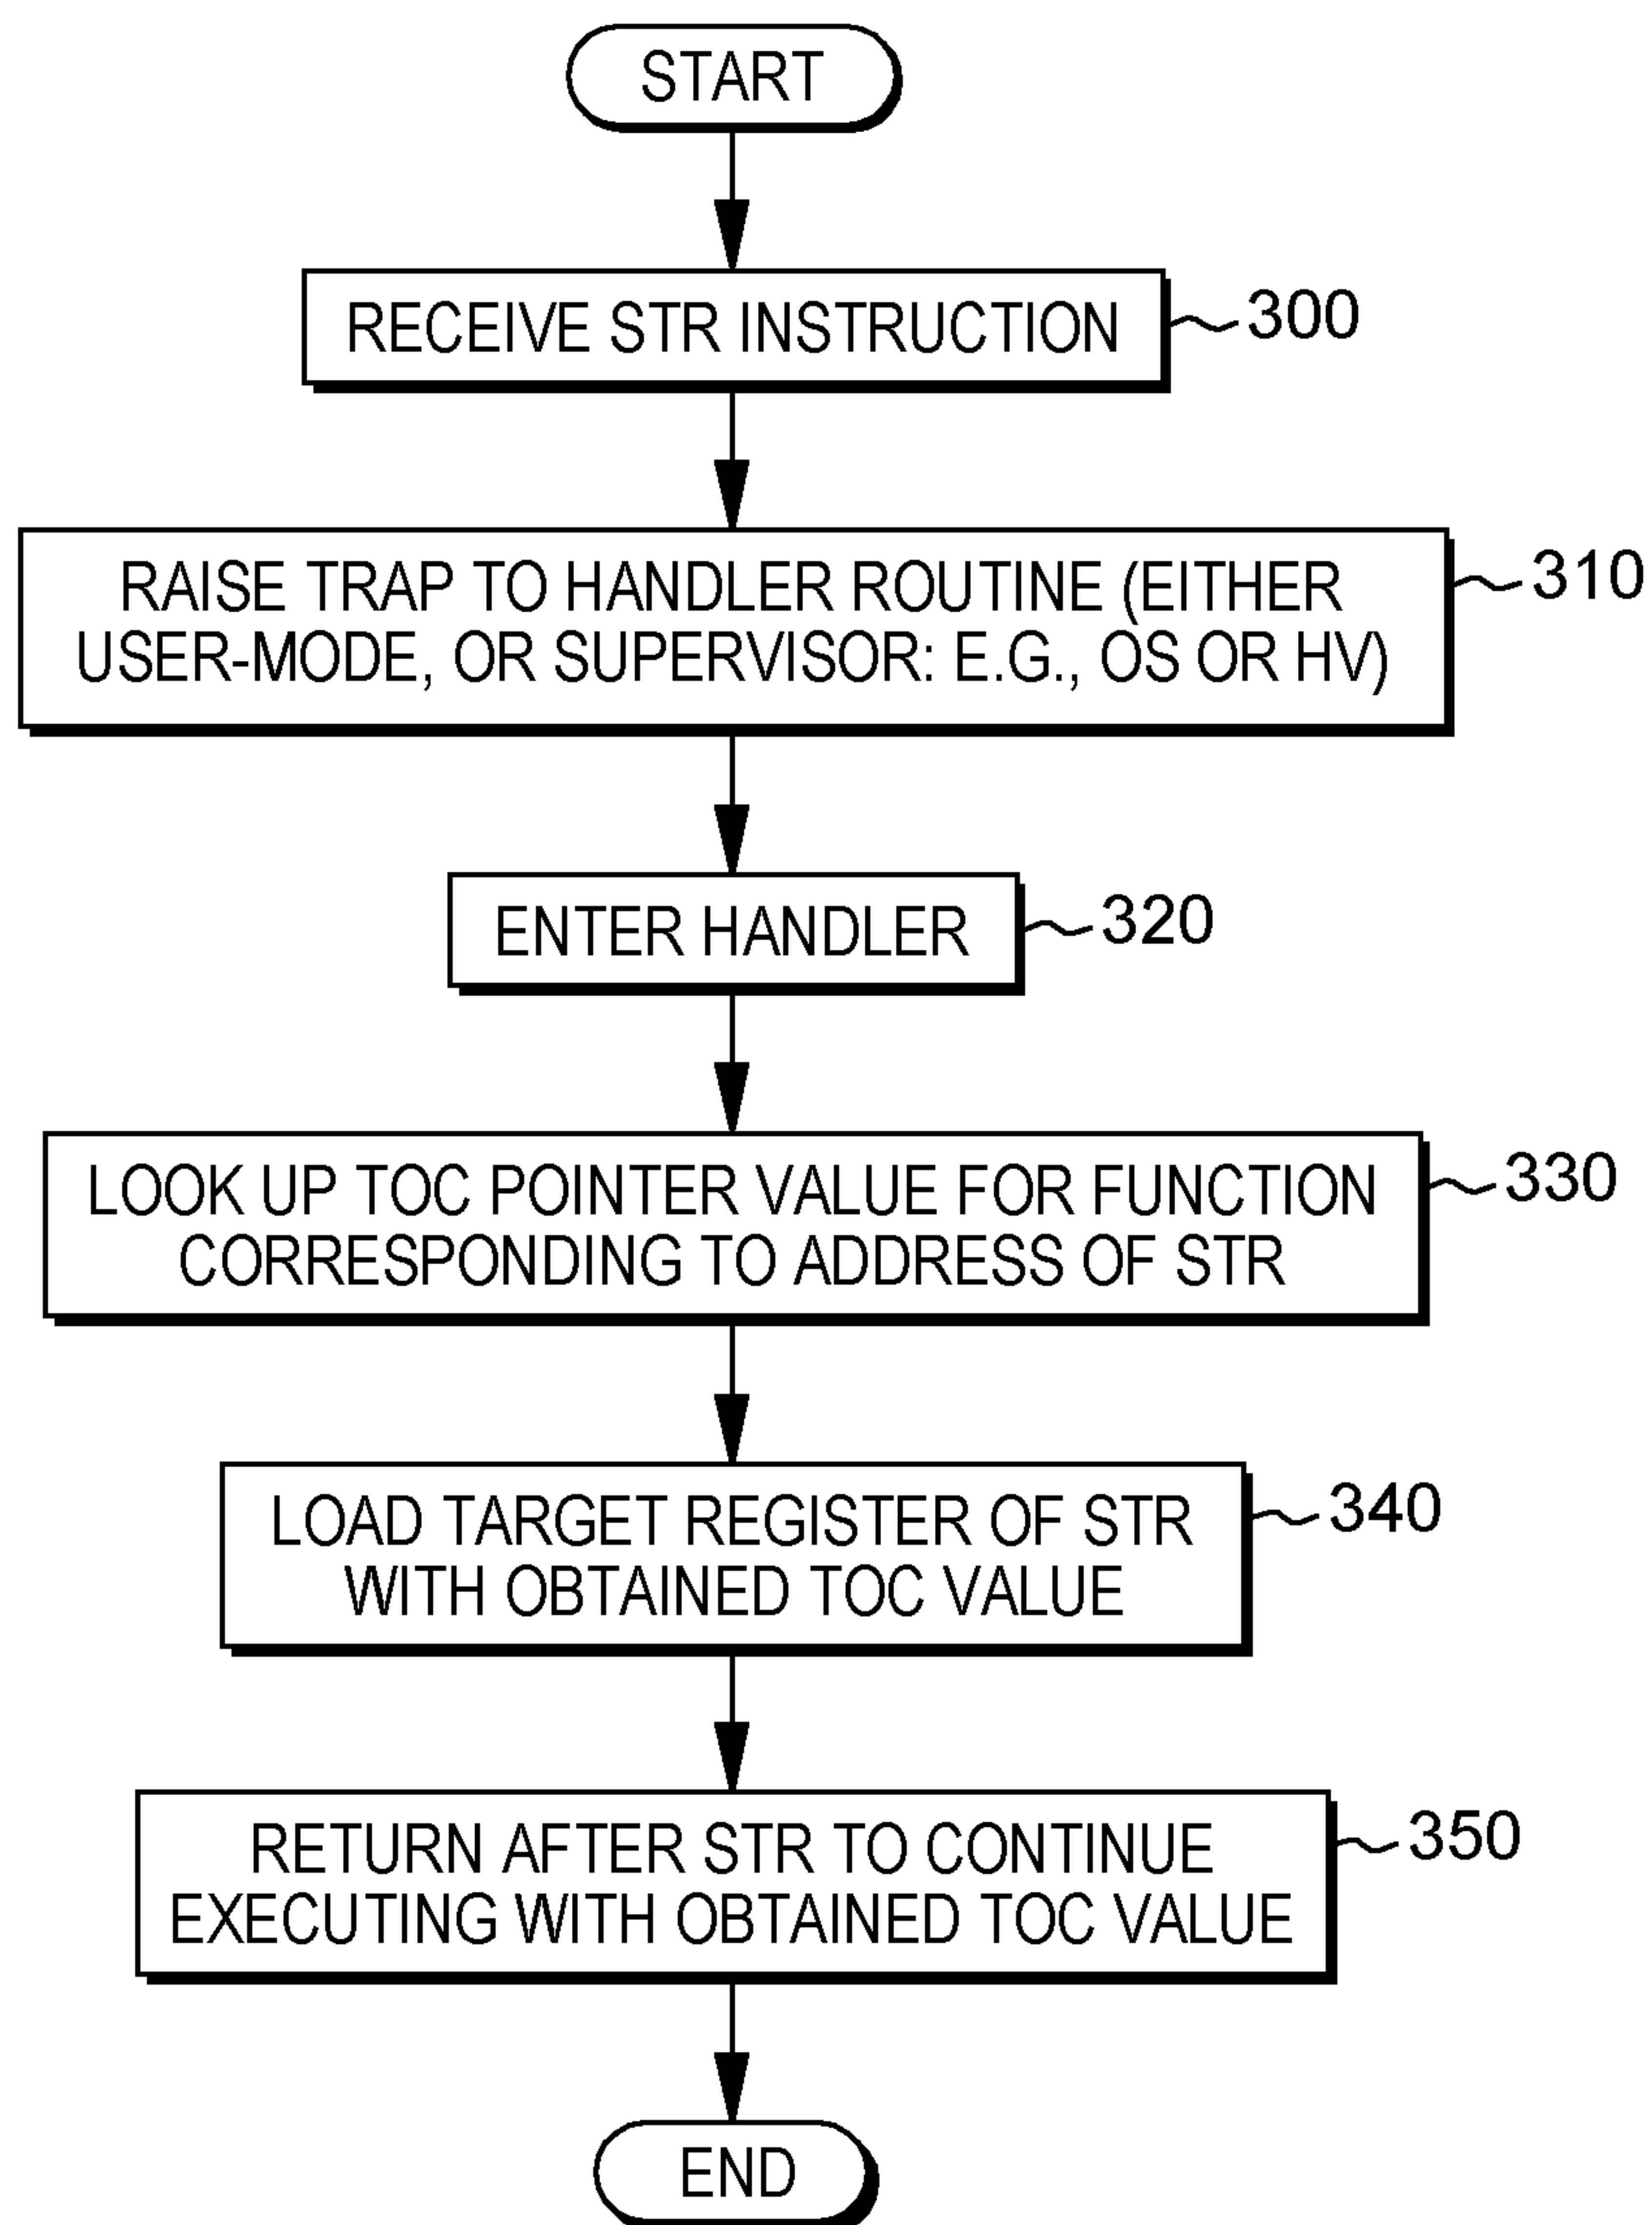 START
RECEIVE STR INSTRUCTION
300
RAISE TRAP TO HANDLER ROUTINE (EITHER
USER-MODE, OR SUPERVISOR: E.G., OS OR HV)
310
ENTER HANDLER
320
LOOK UP TOC POINTER VALUE FOR FUNCTION
CORRESPONDING TO ADDRESS OF STR
330
LOAD TARGET REGISTER OF STR
WITH OBTAINED TOC VALUE
340
RETURN AFTER STR TO CONTINUE
EXECUTING WITH OBTAINED TOC VALUE
350
END